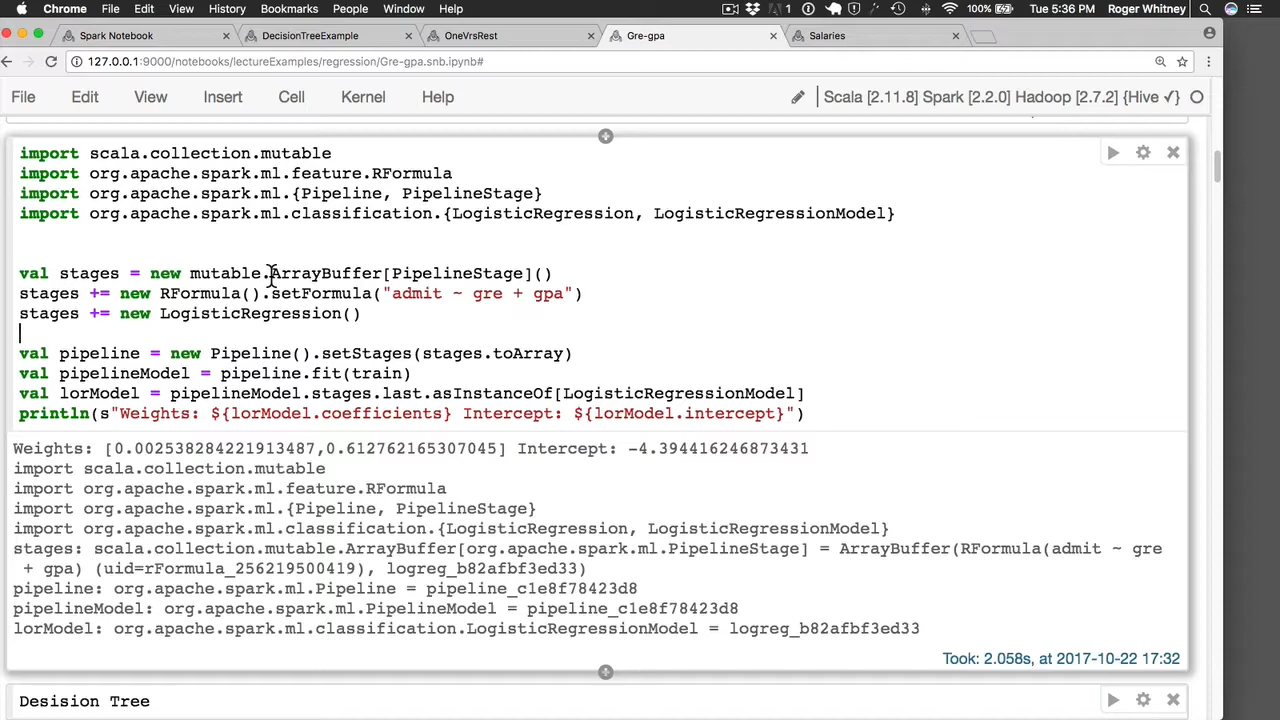 Chrome File Edit View History Bookmarks People Window Help 1 100% Tue 5:36 PM Roger Whitney
Spark Notebook DecisionTreeExample OneVrsRest Gre-gpa Salaries
127.0.0.1:9000/notebooks/lectureExamples/regression/Gre-gpa.snb.ipynb#
File Edit View Insert Cell Kernel Help Scala [2.11.8] Spark [2.2.0] Hadoop [2.7.2] {Hive ✓}
import scala.collection.mutable
import org.apache.spark.ml.feature.RFormula
import org.apache.spark.ml.{Pipeline, PipelineStage}
import org.apache.spark.ml.classification.{LogisticRegression, LogisticRegressionModel}
val stages = new mutable.ArrayBuffer[PipelineStage]()
stages += new RFormula().setFormula("admit ~ gre + gpa")
stages += new LogisticRegression()
val pipeline = new Pipeline().setStages(stages.toArray)
val pipelineModel = pipeline.fit(train)
val lorModel = pipelineModel.stages.last.asInstanceOf[LogisticRegressionModel]
println(s"Weights: ${lorModel.coefficients} Intercept: ${lorModel.intercept}")
Weights: [0.002538284221913487,0.612762165307045] Intercept: -4.394416246873431
import scala.collection.mutable
import org.apache.spark.ml.feature.RFormula
import org.apache.spark.ml.{Pipeline, PipelineStage}
import org.apache.spark.ml.classification.{LogisticRegression, LogisticRegressionModel}
stages: scala.collection.mutable.ArrayBuffer[org.apache.spark.ml.PipelineStage] = ArrayBuffer(RFormula(admit ~ gre
+ gpa) (uid=rFormula_256219500419), logreg_b82afbf3ed33)
pipeline: org.apache.spark.ml.Pipeline = pipeline_c1e8f78423d8
pipelineModel: org.apache.spark.ml.PipelineModel = pipeline_c1e8f78423d8
lorModel: org.apache.spark.ml.classification.LogisticRegressionModel = logreg_b82afbf3ed33
Took: 2.058s, at 2017-10-22 17:32
Desision Tree